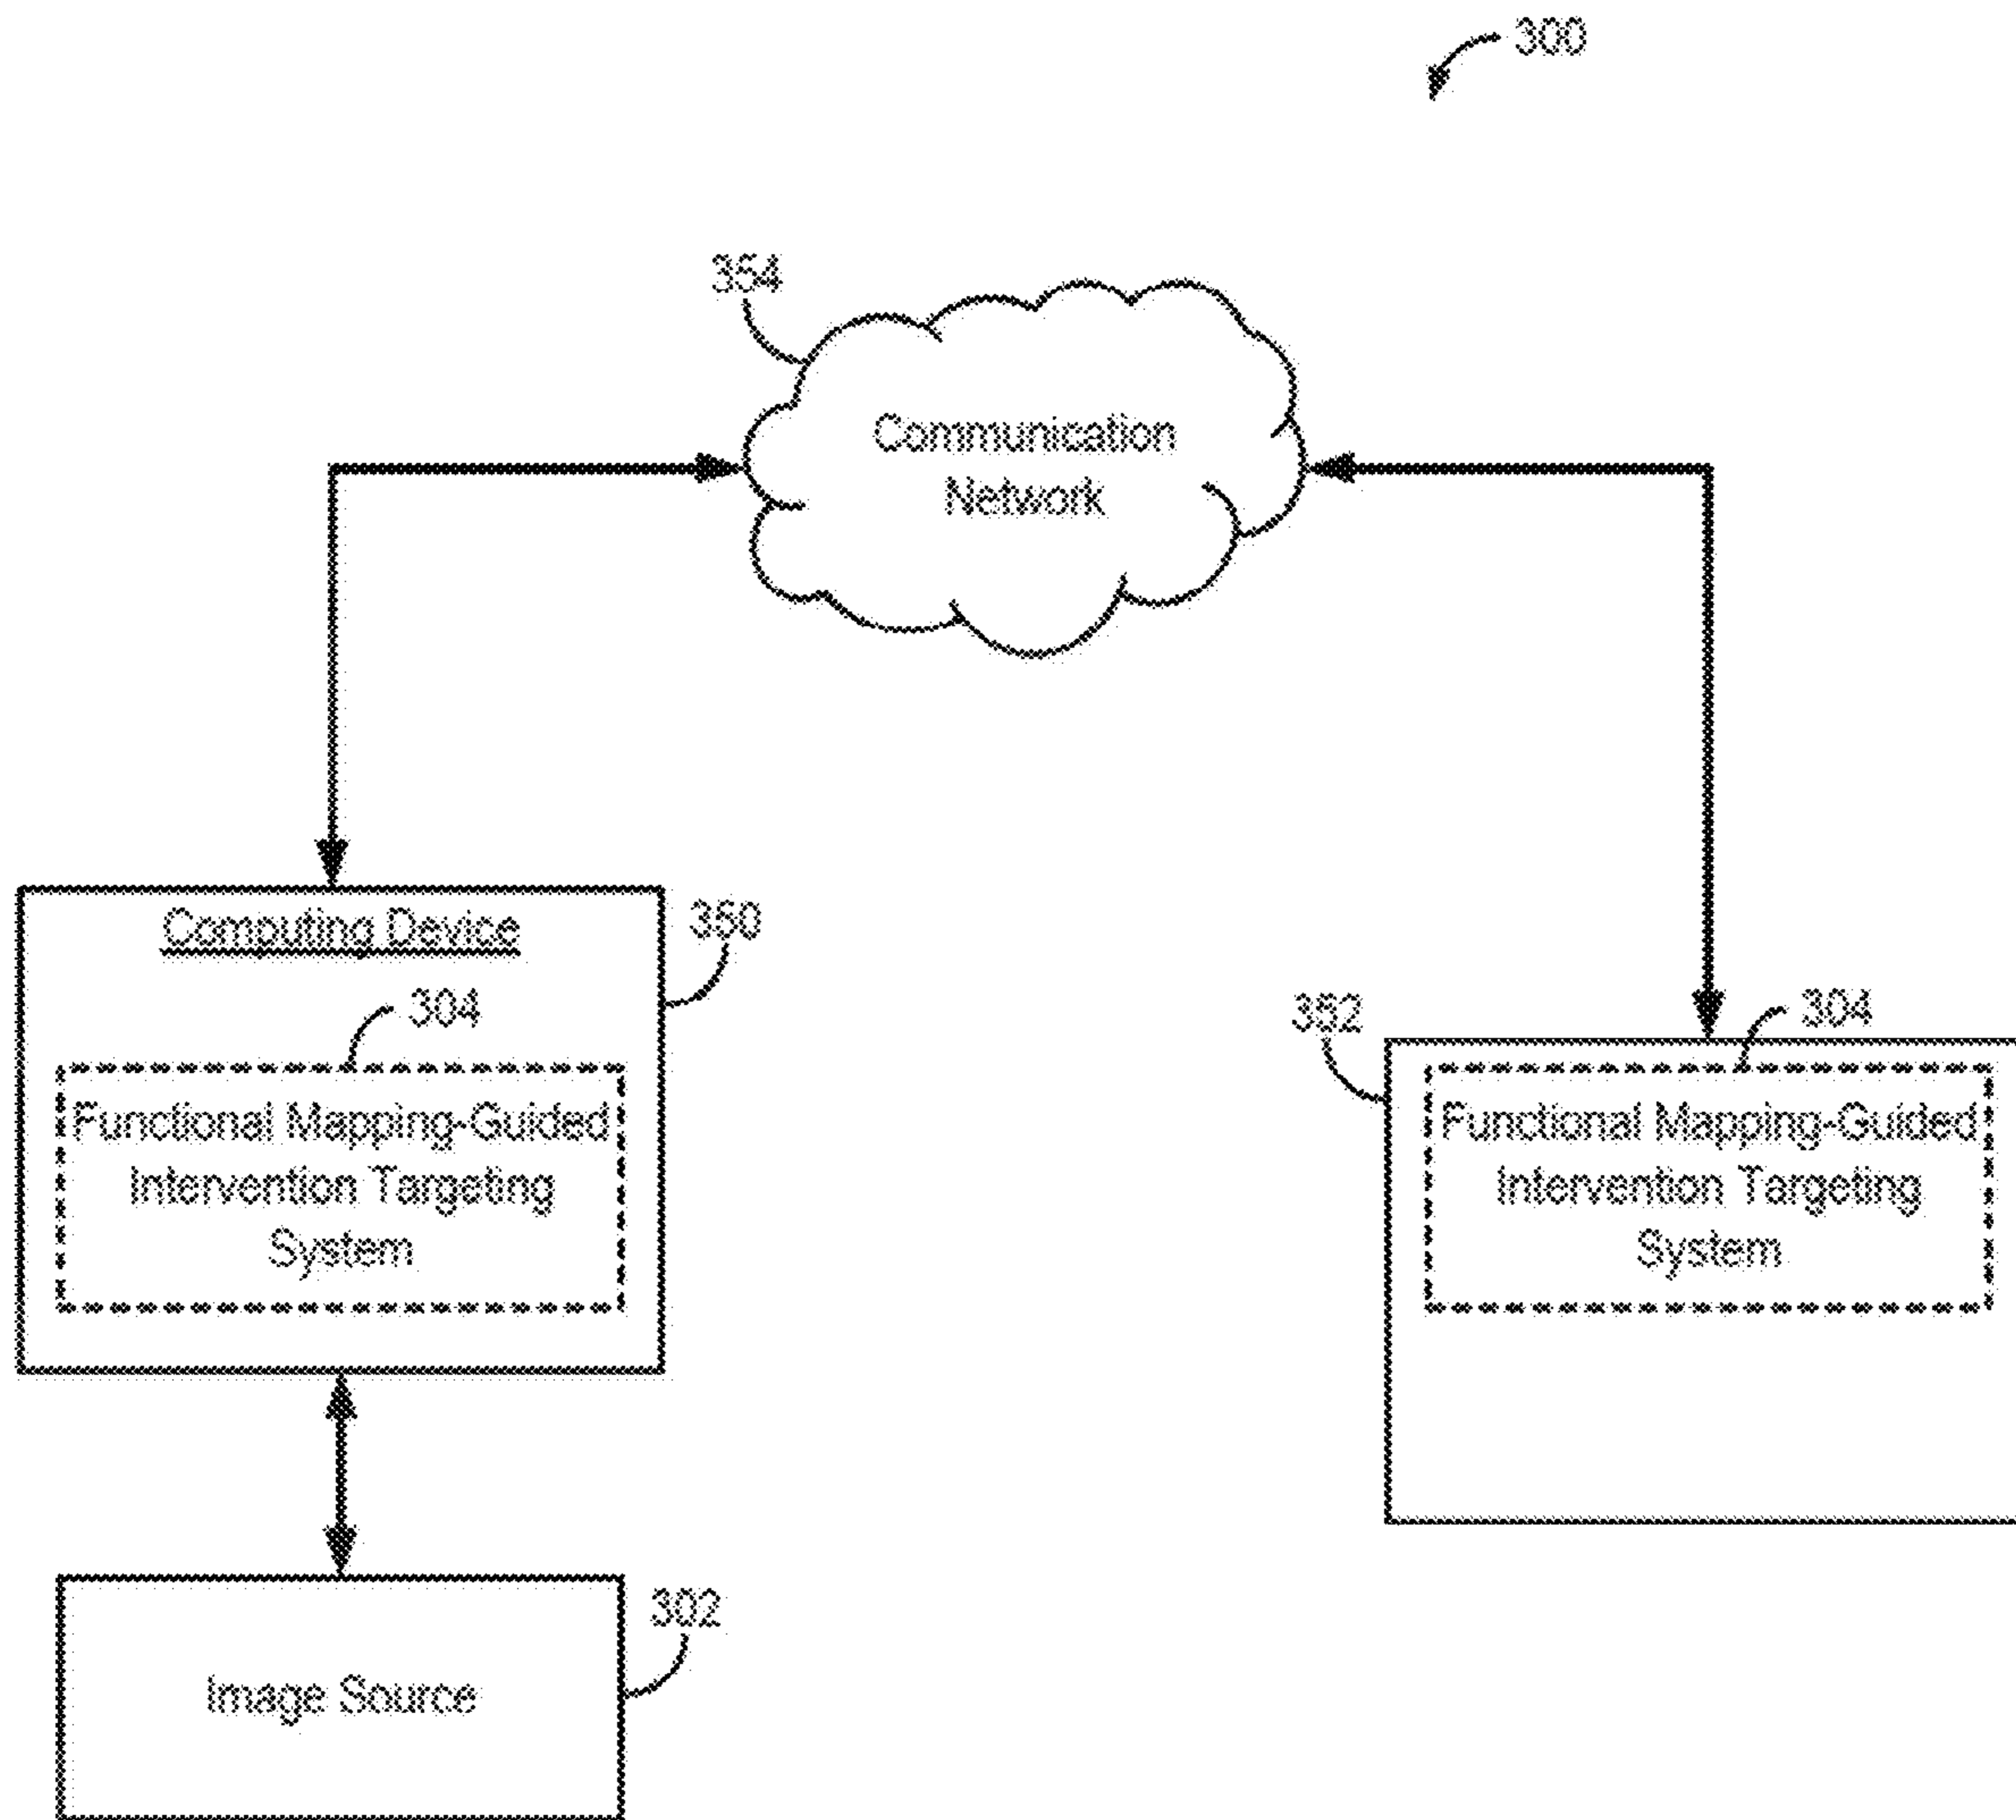 300
354
Communication
Network
Computing Device
350
304
Functional Mapping-Guided
Intervention Targeting
System
352
304
Functional Mapping-Guided
Intervention Targeting
System
302
Image Source